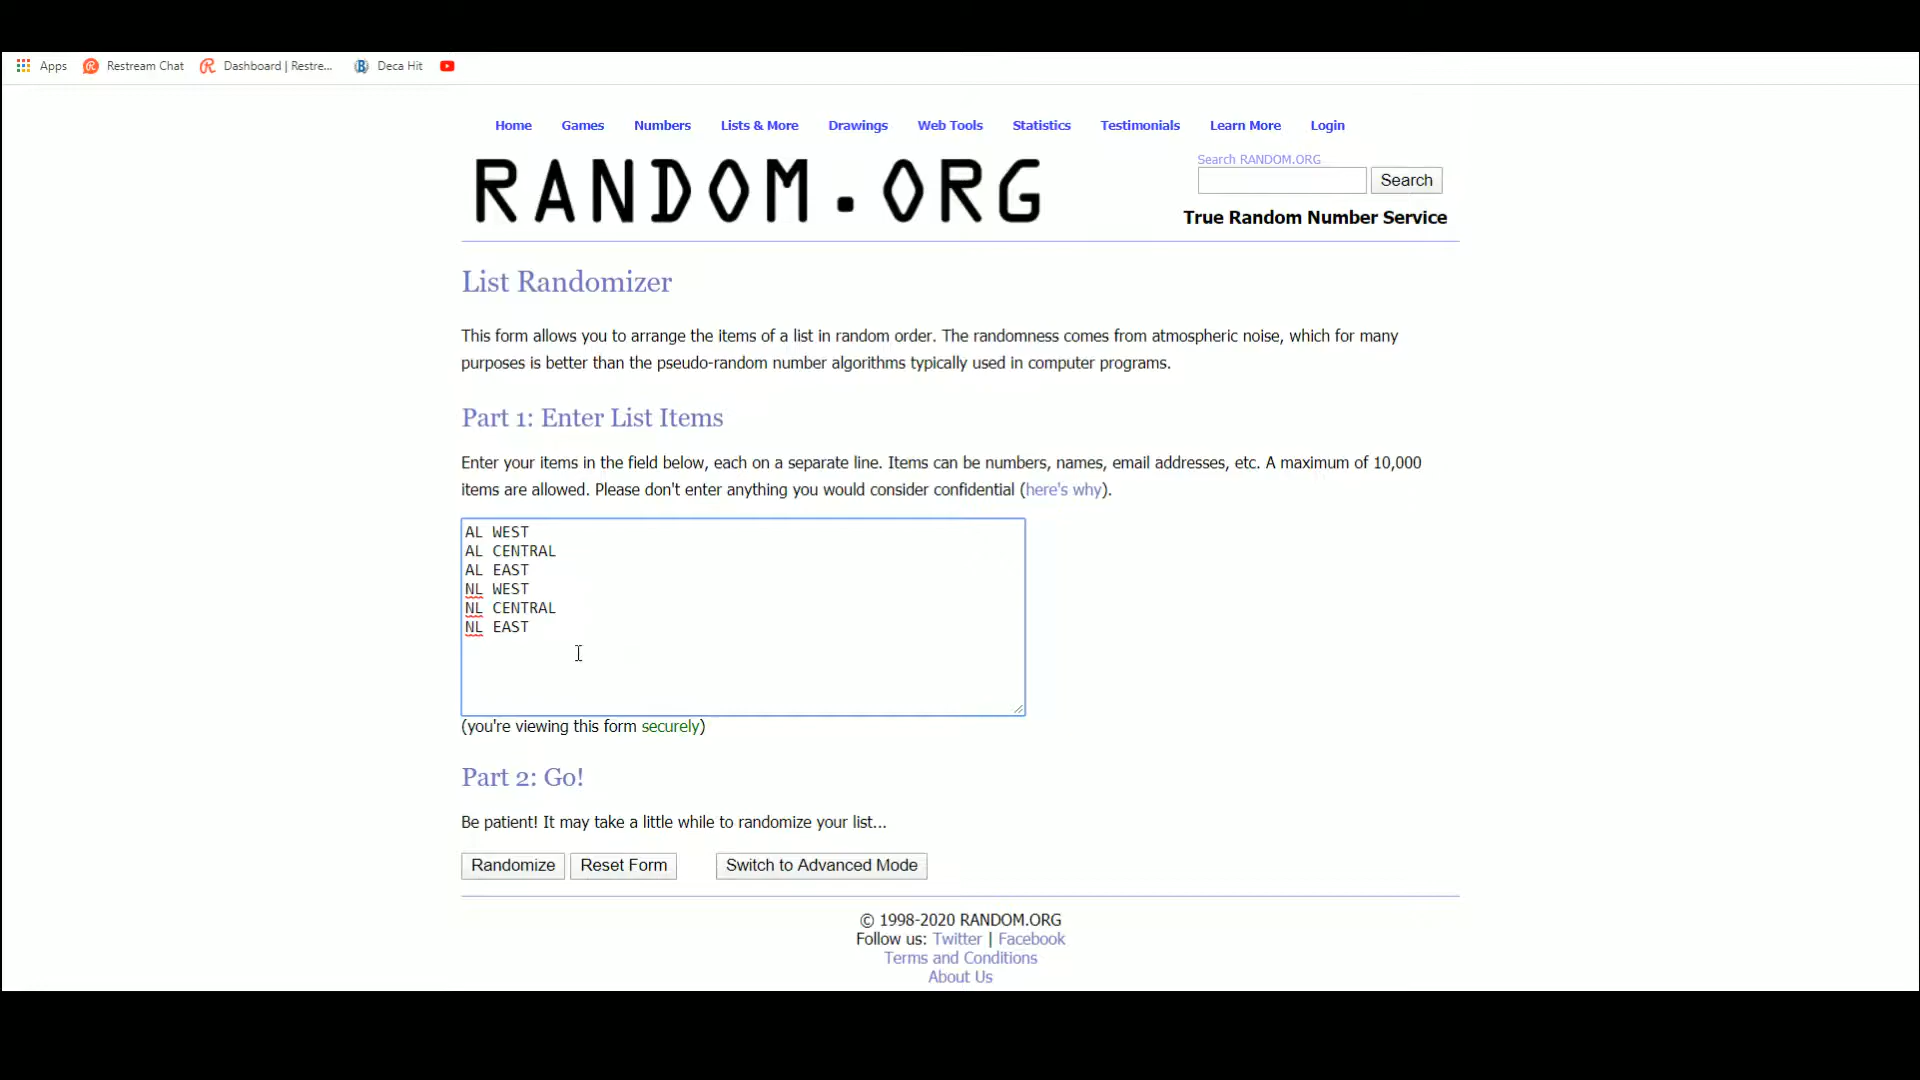 Apps Restream Chat Dashboard | Restre... Deca Hit
Home Games Numbers Lists & More Drawings Web Tools Statistics Testimonials Learn More Login
RANDOM.ORG
Search RANDOM.ORG
Search
True Random Number Service
List Randomizer
This form allows you to arrange the items of a list in random order. The randomness comes from atmospheric noise, which for many
purposes is better than the pseudo-random number algorithms typically used in computer programs.
Part 1: Enter List Items
Enter your items in the field below, each on a separate line. Items can be numbers, names, email addresses, etc. A maximum of 10,000
items are allowed. Please don't enter anything you would consider confidential (here's why).
AL WEST
AL CENTRAL
AL EAST
NL WEST
NL CENTRAL
NL EAST
(you're viewing this form securely)
Part 2: Go!
Be patient! It may take a little while to randomize your list...
Randomize Reset Form Switch to Advanced Mode
© 1998-2020 RANDOM.ORG
Follow us: Twitter | Facebook
Terms and Conditions
About Us